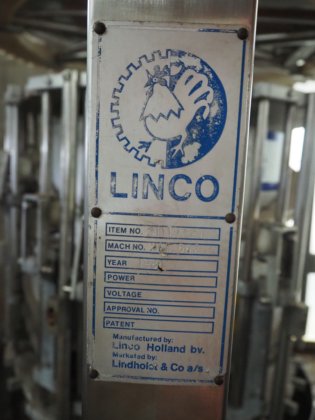 LINCO
ITEM NO.
MACH NO.
YEAR
POWER
VOLTAGE
APPROVAL NO.
PATENT
Manufactured by:
Linco Holland bv.
Marketed by:
Lindholst & Co a/s.